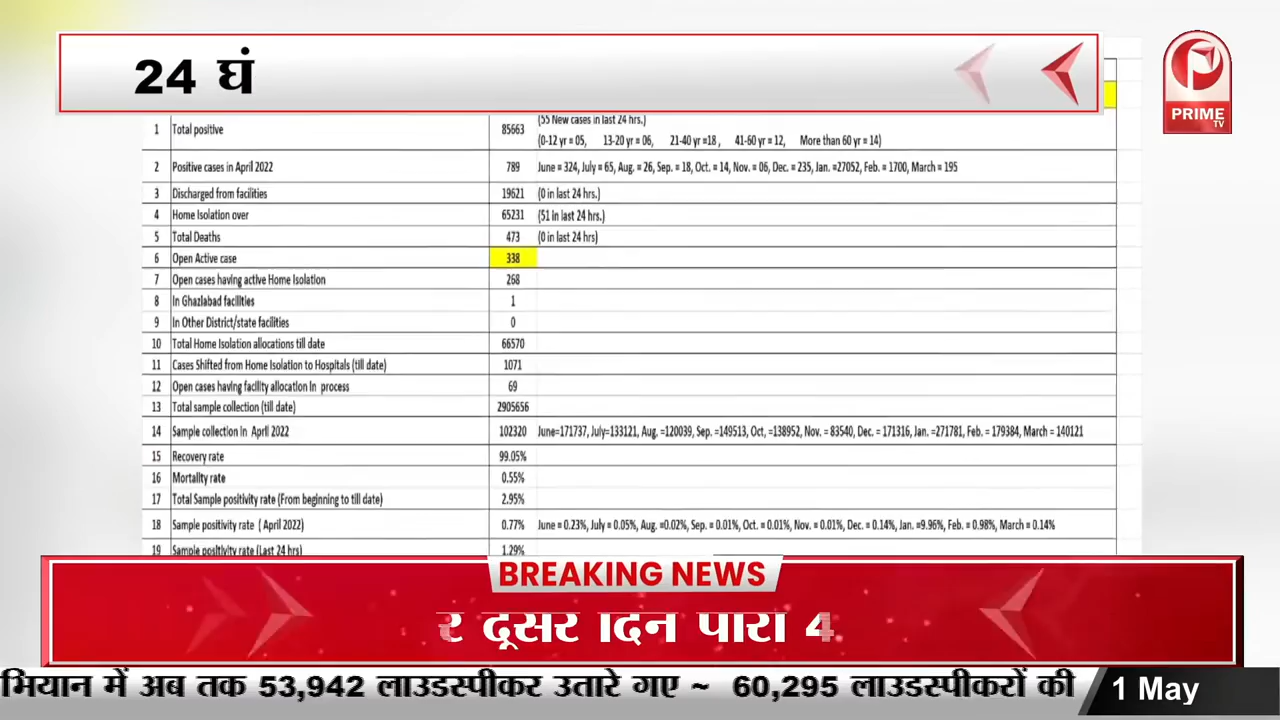 24 घं
PRIME
TV
(55 New cases in last 24 hrs.)
1 Total positive 85663 (0-12 yr = 05, 13-20 yr = 06, 21-40 yr =18 , 41-60 yr = 12, More than 60 yr = 14)
2 Positive cases in April 2022 789 June = 324, July = 65, Aug. = 26, Sep. = 18, Oct. = 14, Nov. = 06, Dec. = 235, Jan. =27052, Feb. = 1700, March = 195
3 Discharged from facilities 19621 (0 in last 24 hrs.)
4 Home Isolation over 65231 (51 in last 24 hrs.)
5 Total Deaths 473 (0 in last 24 hrs)
6 Open Active case 338
7 Open cases having active Home Isolation 268
8 In Ghaziabad facilities 1
9 In Other District/state facilities 0
10 Total Home Isolation allocations till date 66570
11 Cases Shifted from Home Isolation to Hospitals (till date) 1071
12 Open cases having facility allocation in process 69
13 Total sample collection (till date) 2905656
14 Sample collection in April 2022 102320 June=171737, July=133121, Aug. =120039, Sep. =149513, Oct, =138952, Nov. = 83540, Dec. = 171316, Jan. =271781, Feb. = 179384, March = 140121
15 Recovery rate 99.05%
16 Mortality rate 0.55%
17 Total Sample positivity rate (From beginning to till date) 2.95%
18 Sample positivity rate ( April 2022) 0.77% June = 0.23%, July = 0.05%, Aug. =0.02%, Sep. = 0.01%, Oct. = 0.01%, Nov. = 0.01%, Dec. = 0.14%, Jan. =9.96%, Feb. = 0.98%, March = 0.14%
19 Sample positivity rate (Last 24 hrs) 1.29%
BREAKING NEWS
दूसरे दिन पारा 4
भियान में अब तक 53,942 लाउडस्पीकर उतारे गए ~ 60,295 लाउडस्पीकरों की
1 May